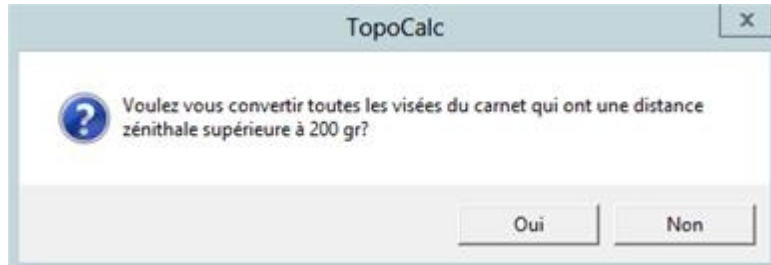 TopoCalc
x
Voulez vous convertir toutes les visées du carnet qui ont une distance
zénithale supérieure à 200 gr?
Oui
Non